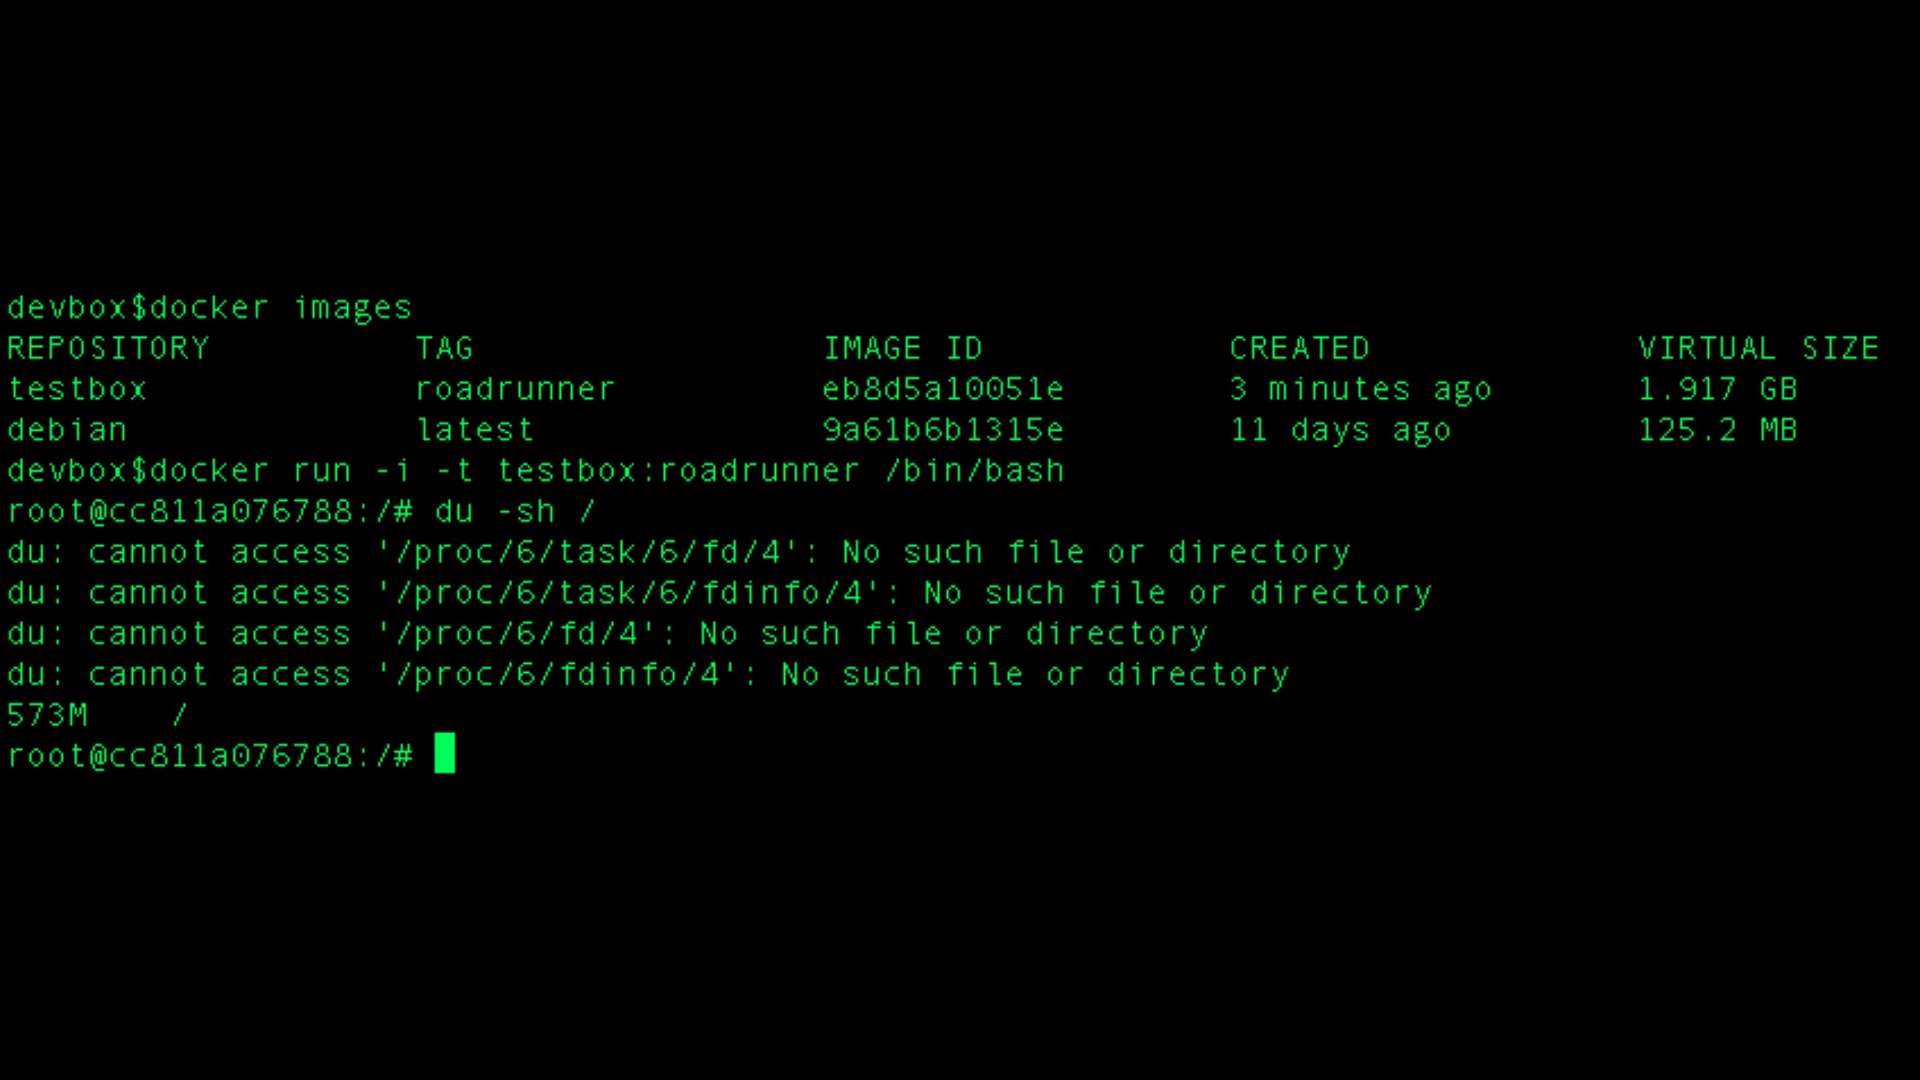 devbox$docker images
REPOSITORY TAG IMAGE ID CREATED VIRTUAL SIZE
testbox roadrunner eb8d5a10051e 3 minutes ago 1.917 GB
debian latest 9a61b6b1315e 11 days ago 125.2 MB
devbox$docker run -i -t testbox:roadrunner /bin/bash
root@cc811a076788:/# du -sh /
du: cannot access '/proc/6/task/6/fd/4': No such file or directory
du: cannot access '/proc/6/task/6/fdinfo/4': No such file or directory
du: cannot access '/proc/6/fd/4': No such file or directory
du: cannot access '/proc/6/fdinfo/4': No such file or directory
573M /
root@cc811a076788:/#